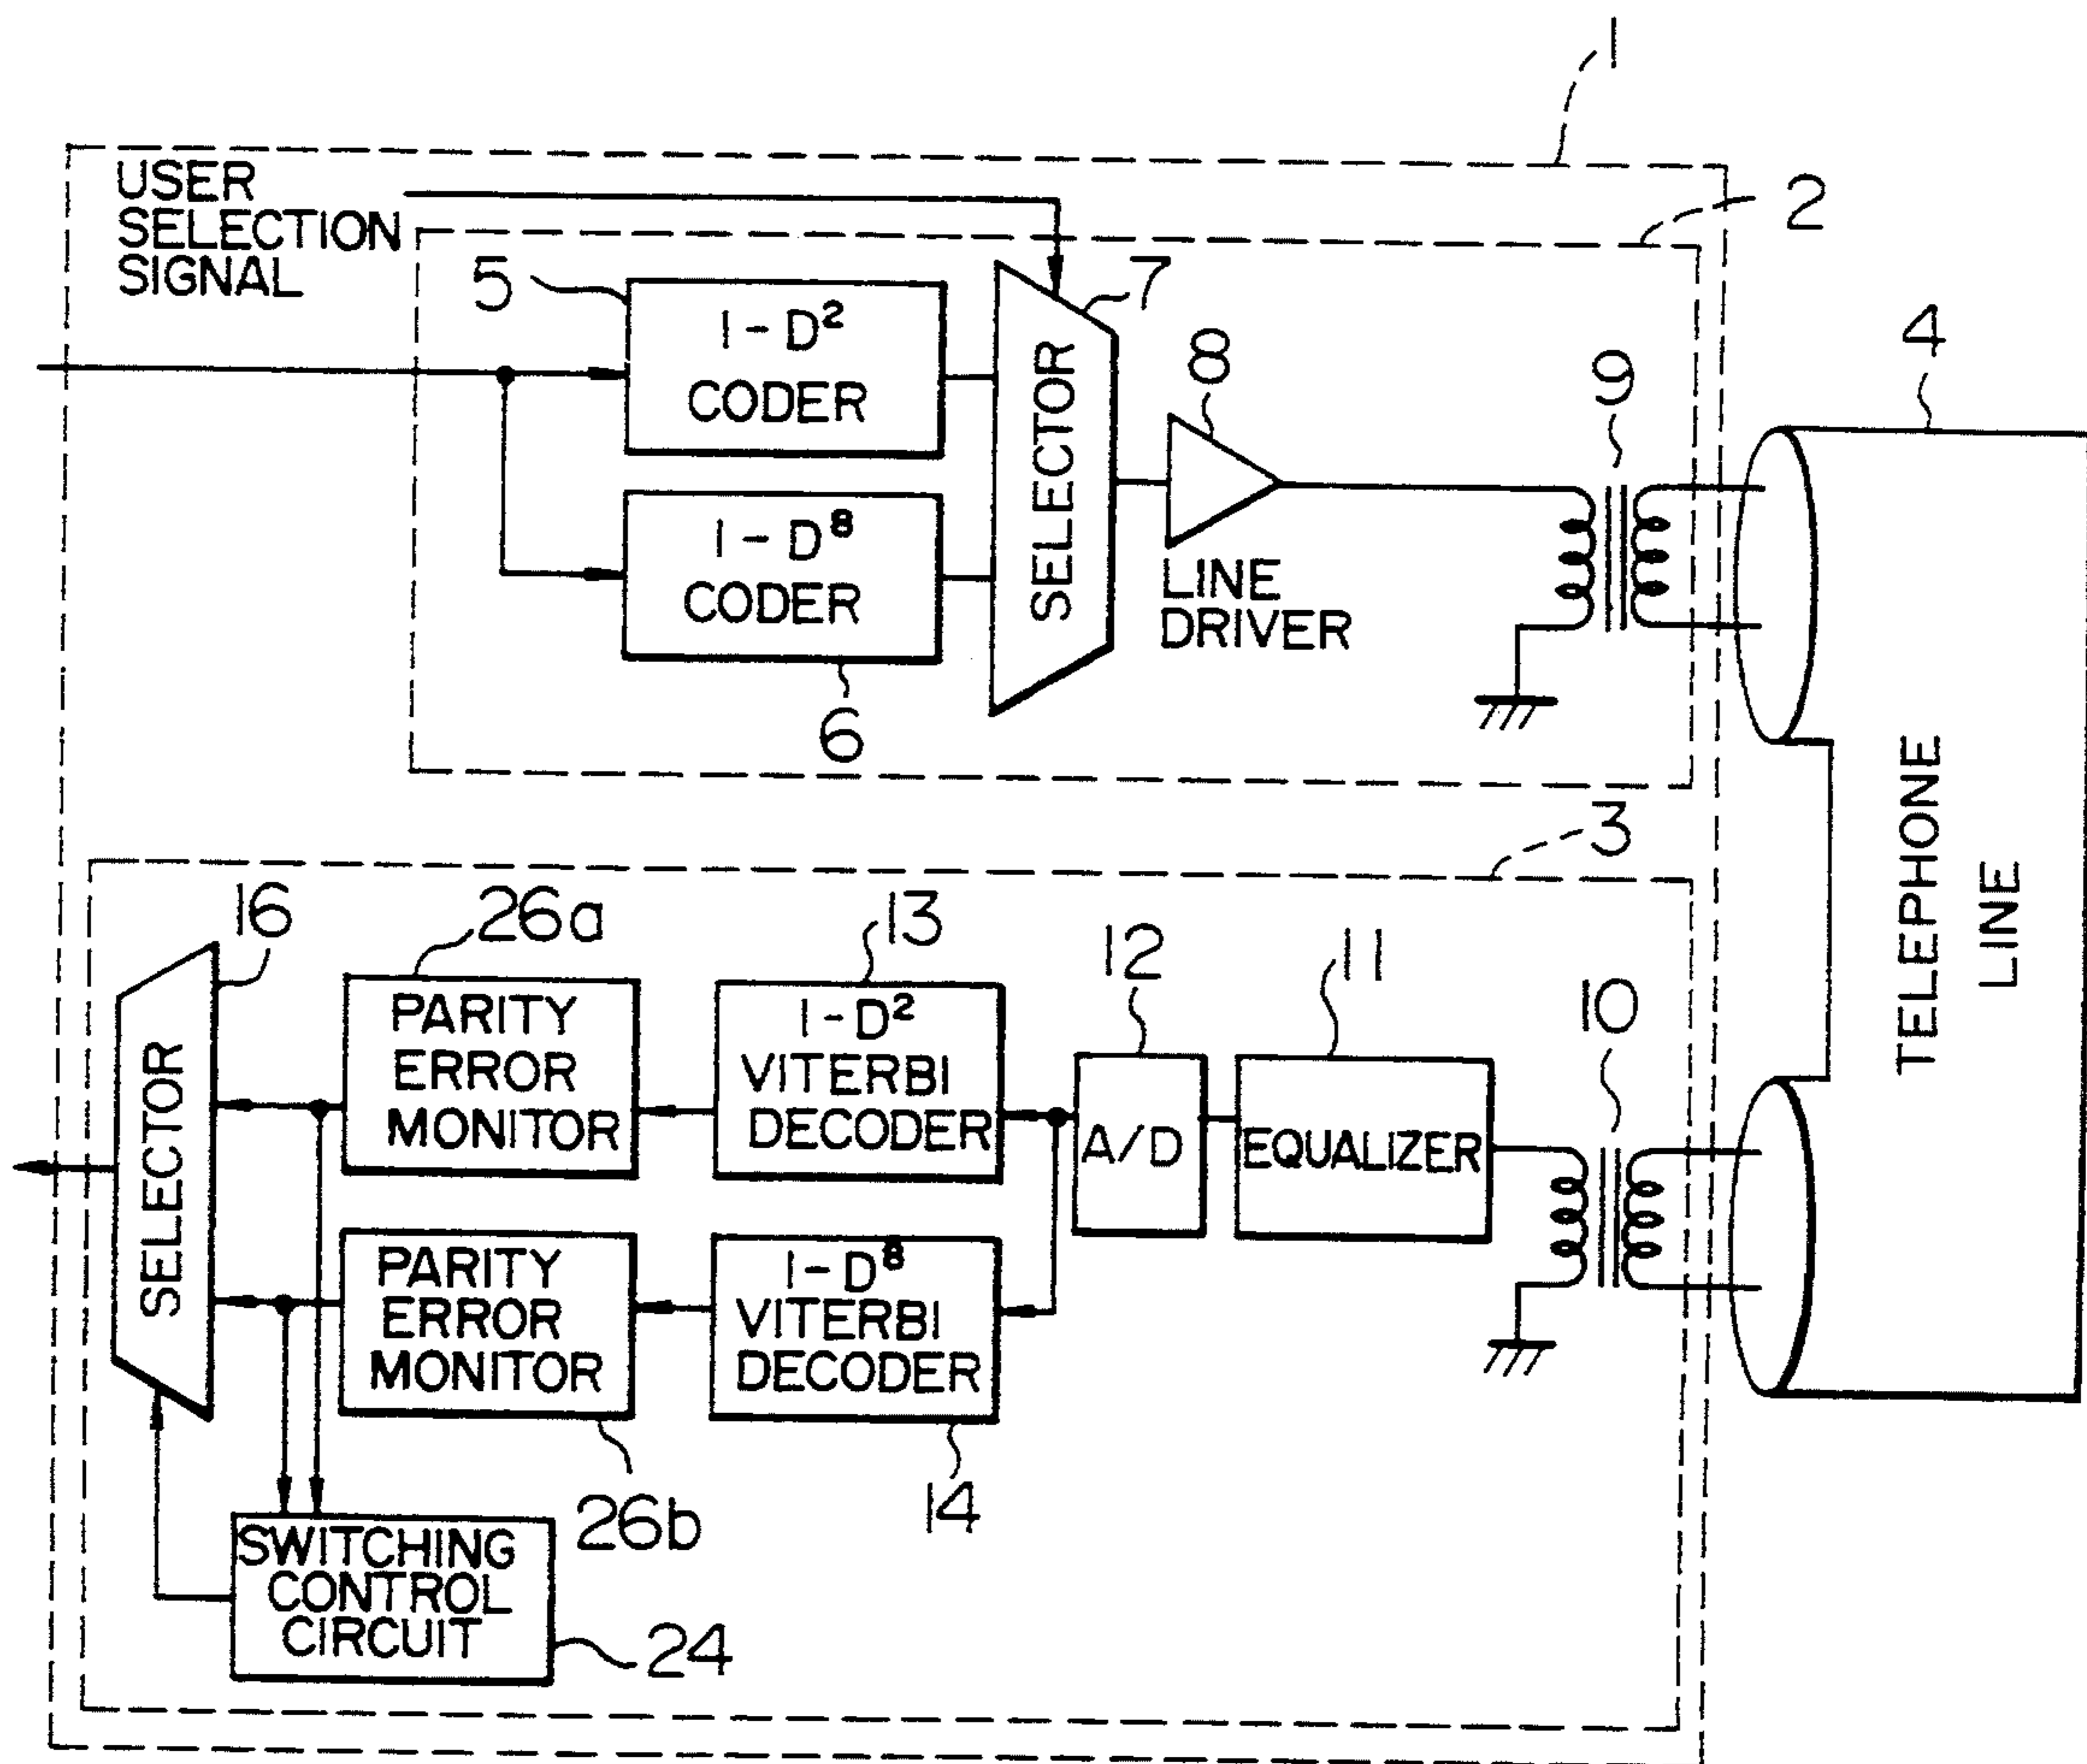 1
USER
SELECTION
SIGNAL
2
5
1-D²
CODER
7
SELECTOR
8
LINE
DRIVER
9
4
1-D⁸
CODER
6
TELEPHONE
LINE
3
16
SELECTOR
26a
PARITY
ERROR
MONITOR
13
1-D²
VITERBI
DECODER
12
A/D
11
EQUALIZER
10
PARITY
ERROR
MONITOR
26b
1-D⁸
VITERBI
DECODER
14
SWITCHING
CONTROL
CIRCUIT
24